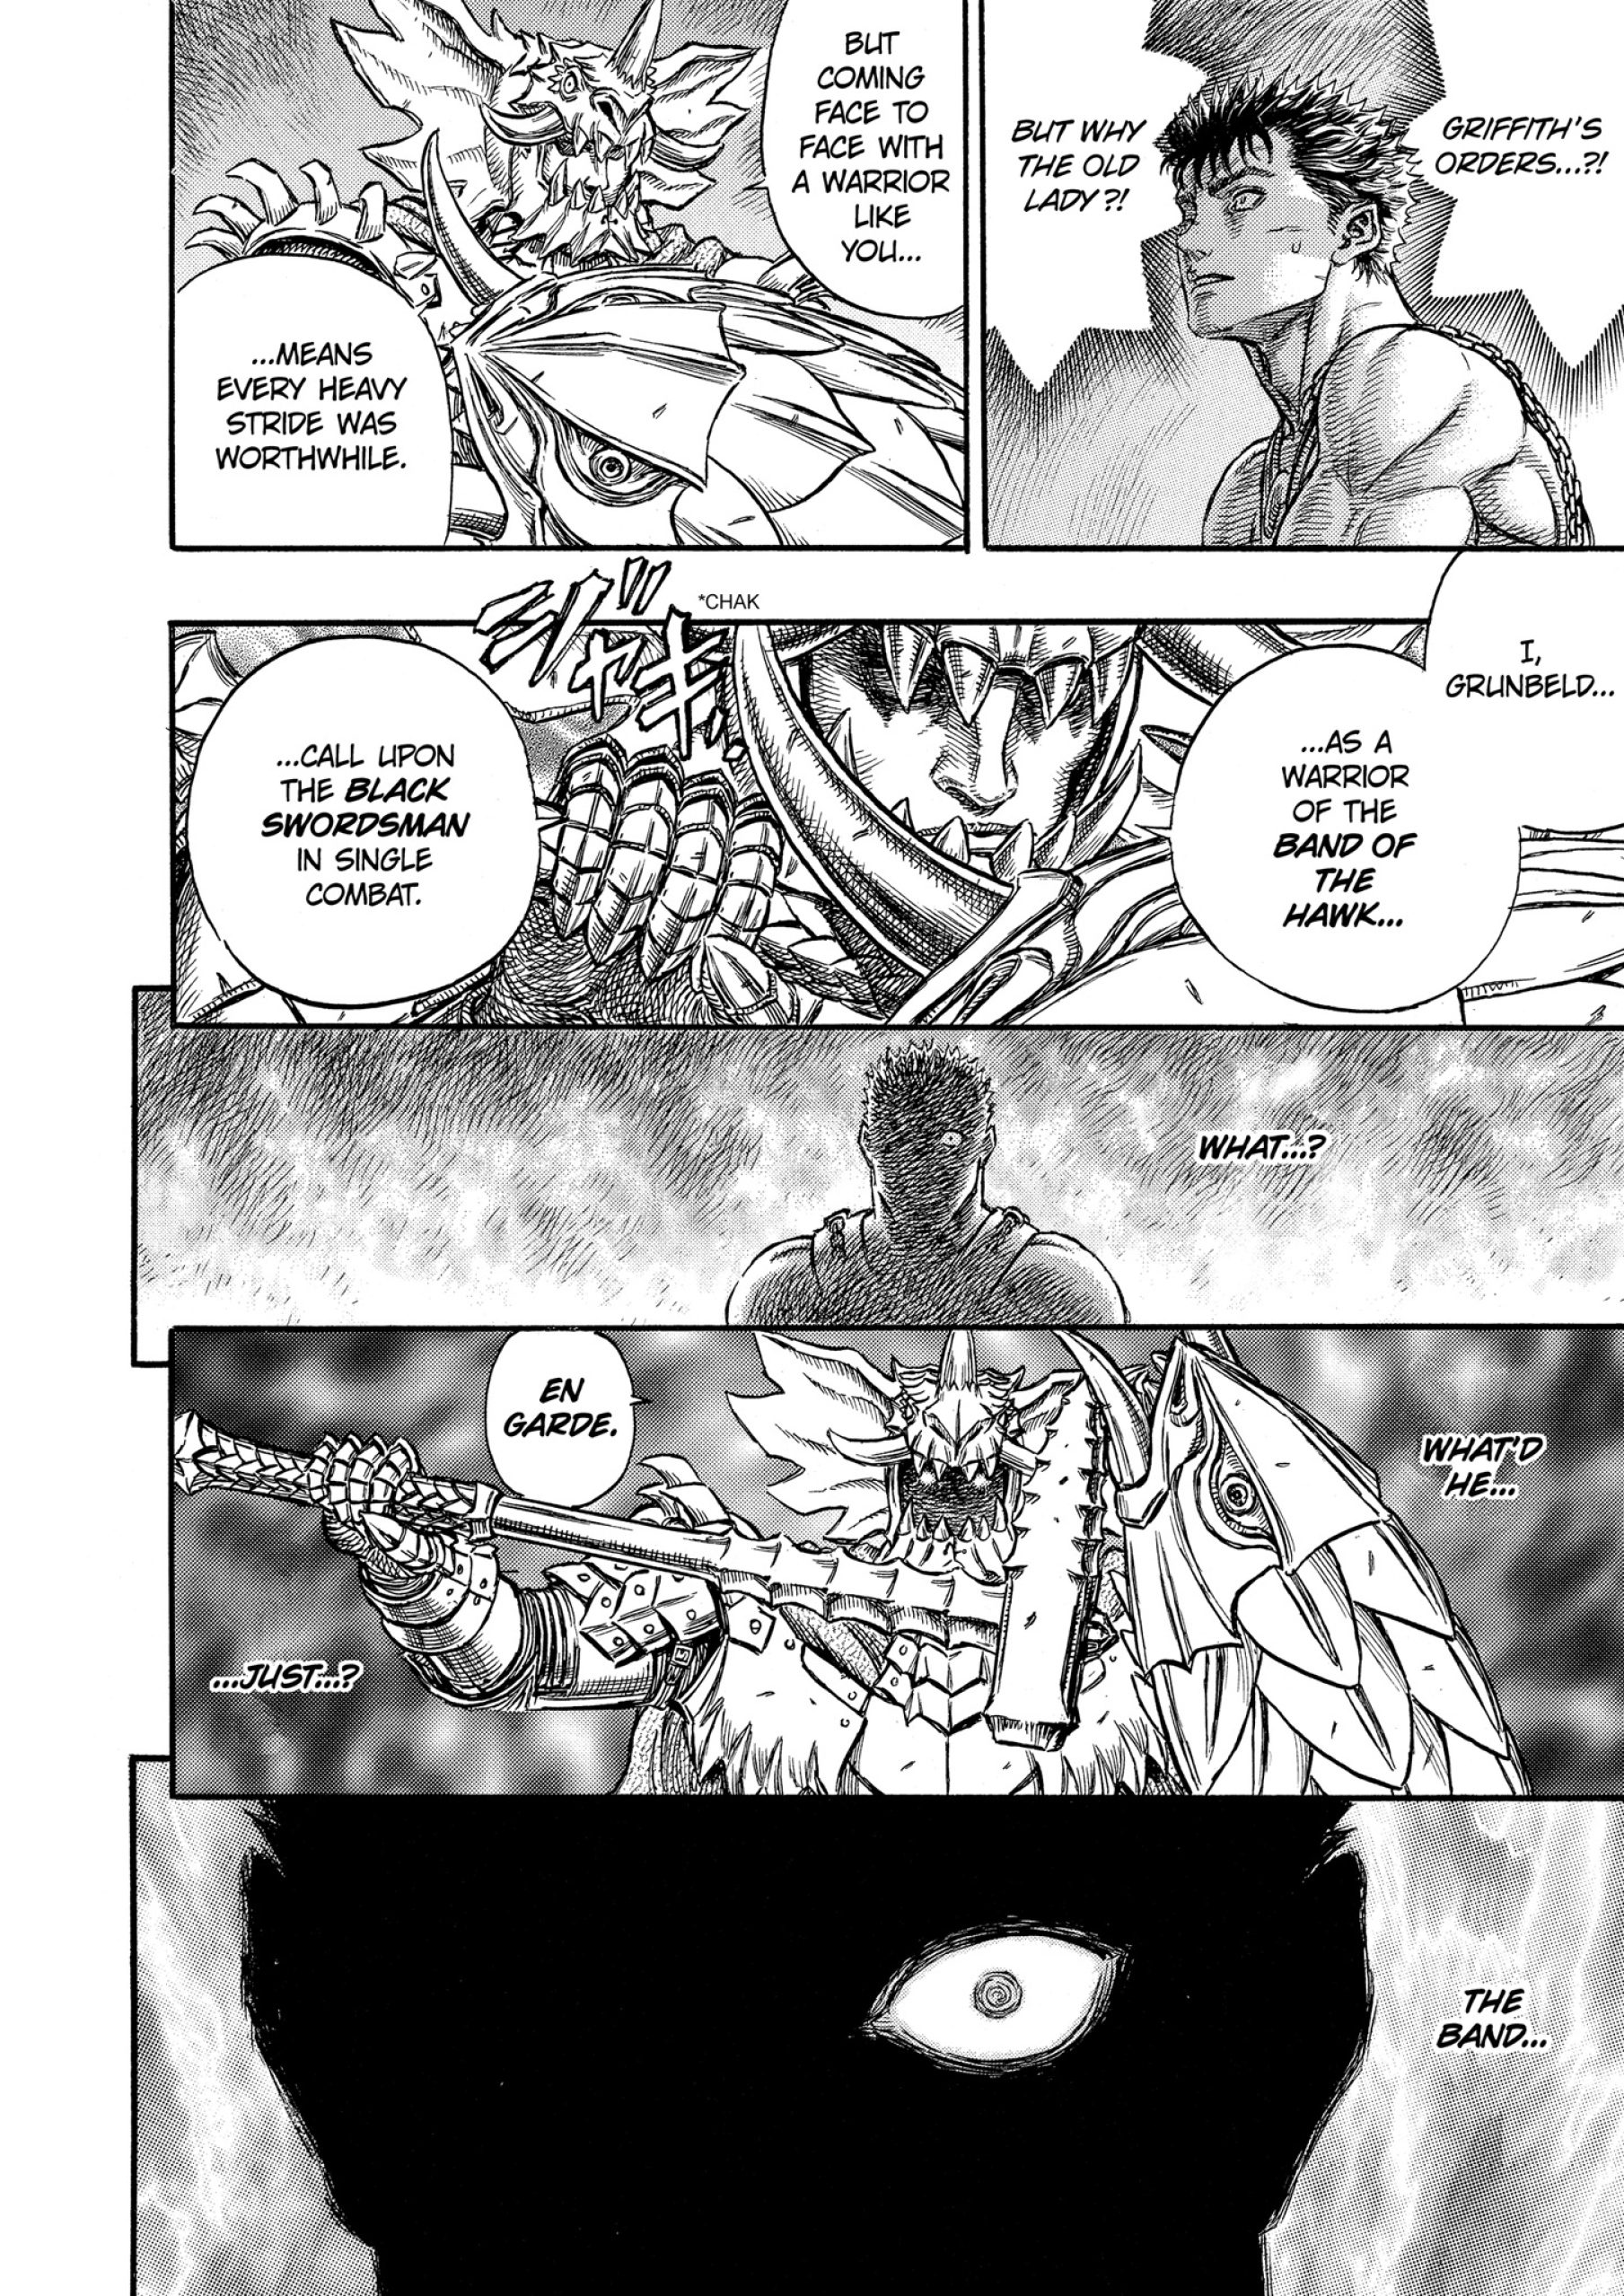 GRIFFITH'S
ORDERS...?!
BUT WHY
THE OLD
LADY?!
BUT
COMING
FACE TO
FACE WITH
A WARRIOR
LIKE
YOU...
...MEANS
EVERY HEAVY
STRIDE WAS
WORTHWHILE.
I,
GRUNBELD...
...AS A
WARRIOR
OF THE
BAND OF
THE
HAWK...
ジャキッ
*CHAK
...CALL UPON
THE BLACK
SWORDSMAN
IN SINGLE
COMBAT.
WHAT...?
WHAT'D
HE...
EN
GARDE.
...JUST...?
THE
BAND...